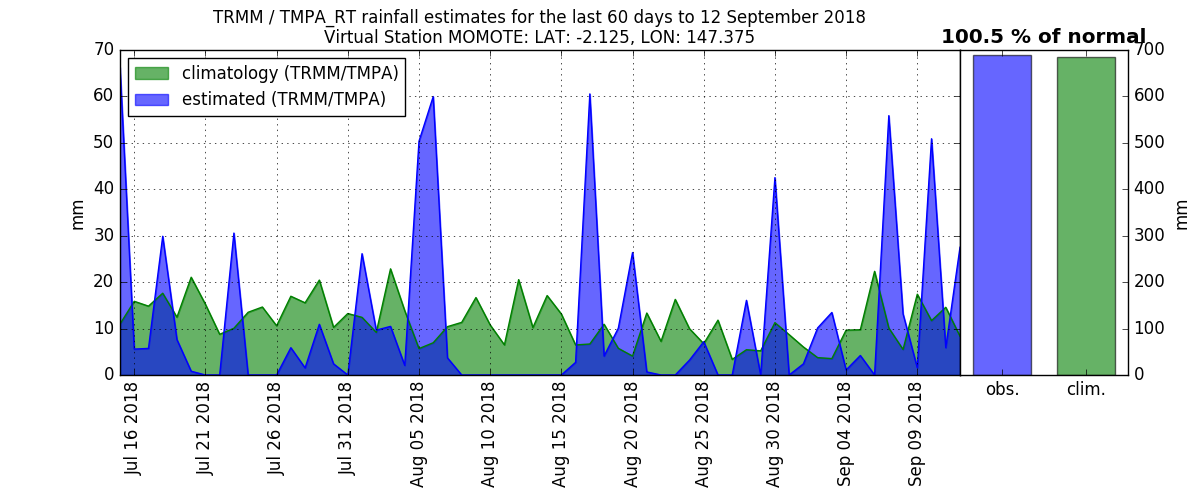 TRMM / TMPA_RT rainfall estimates for the last 60 days to 12 September 2018
Virtual Station MOMOTE: LAT: -2.125, LON: 147.375
100.5 % of normal
climatology (TRMM/TMPA)
estimated (TRMM/TMPA)
mm
70
60
50
40
30
20
10
0
Jul 16 2018
Jul 21 2018
Jul 26 2018
Jul 31 2018
Aug 05 2018
Aug 10 2018
Aug 15 2018
Aug 20 2018
Aug 25 2018
Aug 30 2018
Sep 04 2018
Sep 09 2018
obs.
clim.
700
600
500
400
300
200
100
0
mm